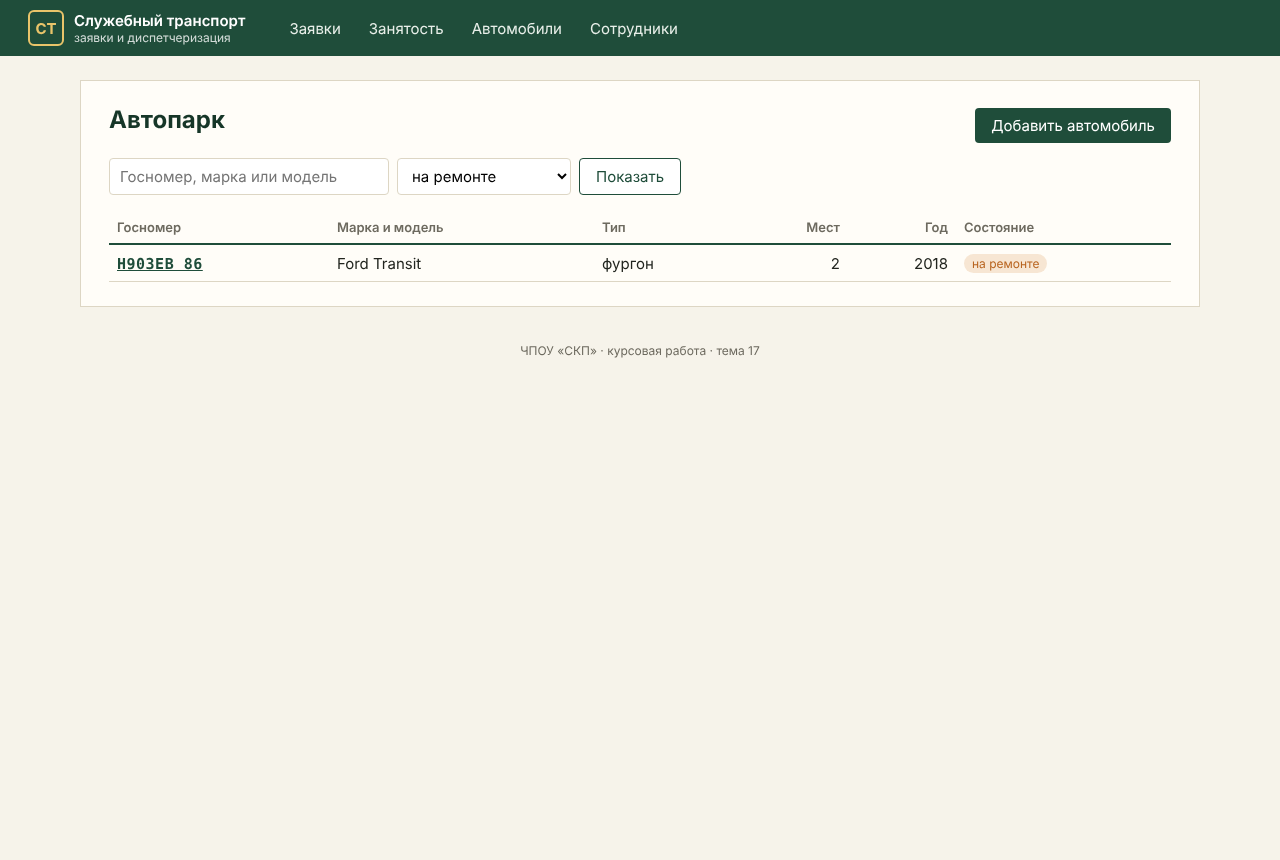 СТ
Служебный транспорт
заявки и диспетчеризация
Заявки Занятость Автомобили Сотрудники
Автопарк
Добавить автомобиль
Госномер, марка или модель на ремонте Показать
Госномер Марка и модель Тип Мест Год Состояние
Н903ЕВ 86 Ford Transit фургон 2 2018 на ремонте
ЧПОУ «СКП» · курсовая работа · тема 17